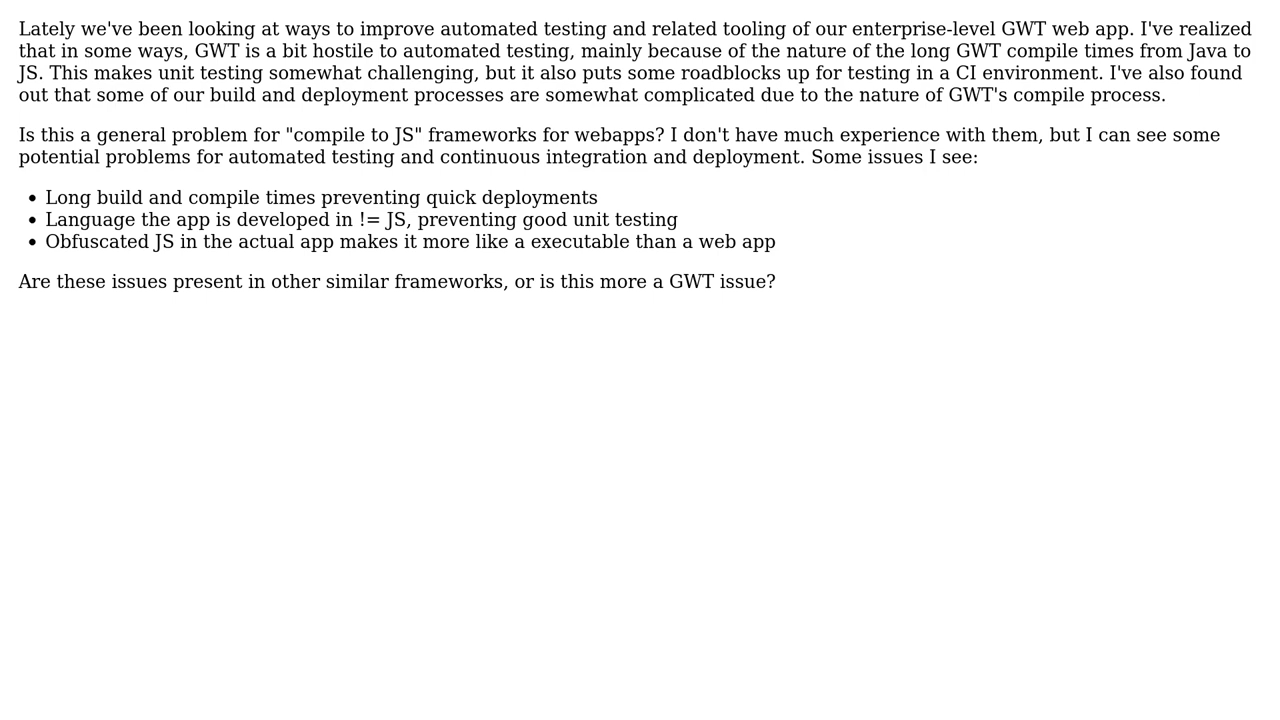 Lately we've been looking at ways to improve automated testing and related tooling of our enterprise-level GWT web app. I've realized
that in some ways, GWT is a bit hostile to automated testing, mainly because of the nature of the long GWT compile times from Java to
JS. This makes unit testing somewhat challenging, but it also puts some roadblocks up for testing in a CI environment. I've also found
out that some of our build and deployment processes are somewhat complicated due to the nature of GWT's compile process.
Is this a general problem for "compile to JS" frameworks for webapps? I don't have much experience with them, but I can see some
potential problems for automated testing and continuous integration and deployment. Some issues I see:
• Long build and compile times preventing quick deployments
• Language the app is developed in != JS, preventing good unit testing
• Obfuscated JS in the actual app makes it more like a executable than a web app
Are these issues present in other similar frameworks, or is this more a GWT issue?